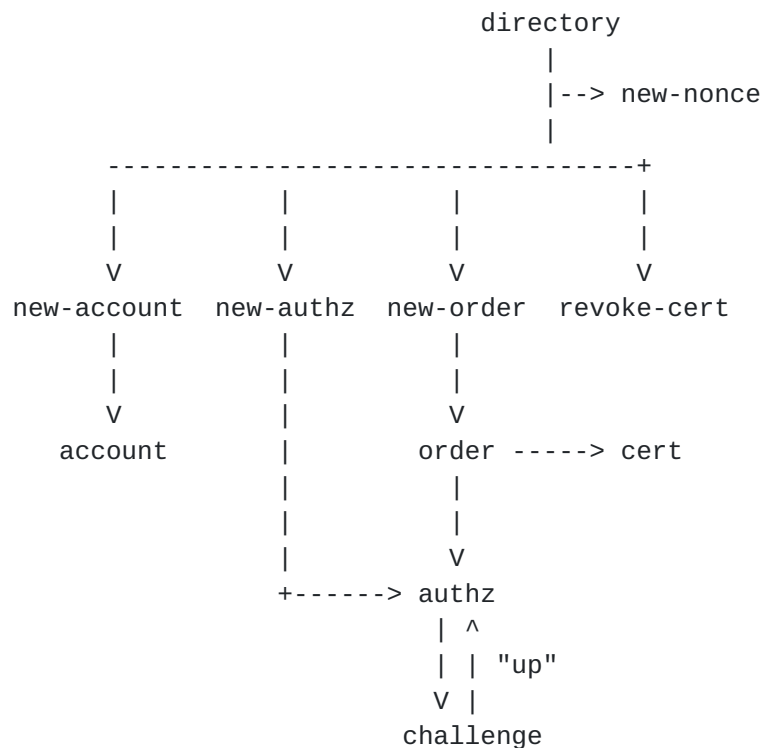 directory
new-nonce
new-account new-authz new-order revoke-cert
account order cert
authz
"up"
challenge